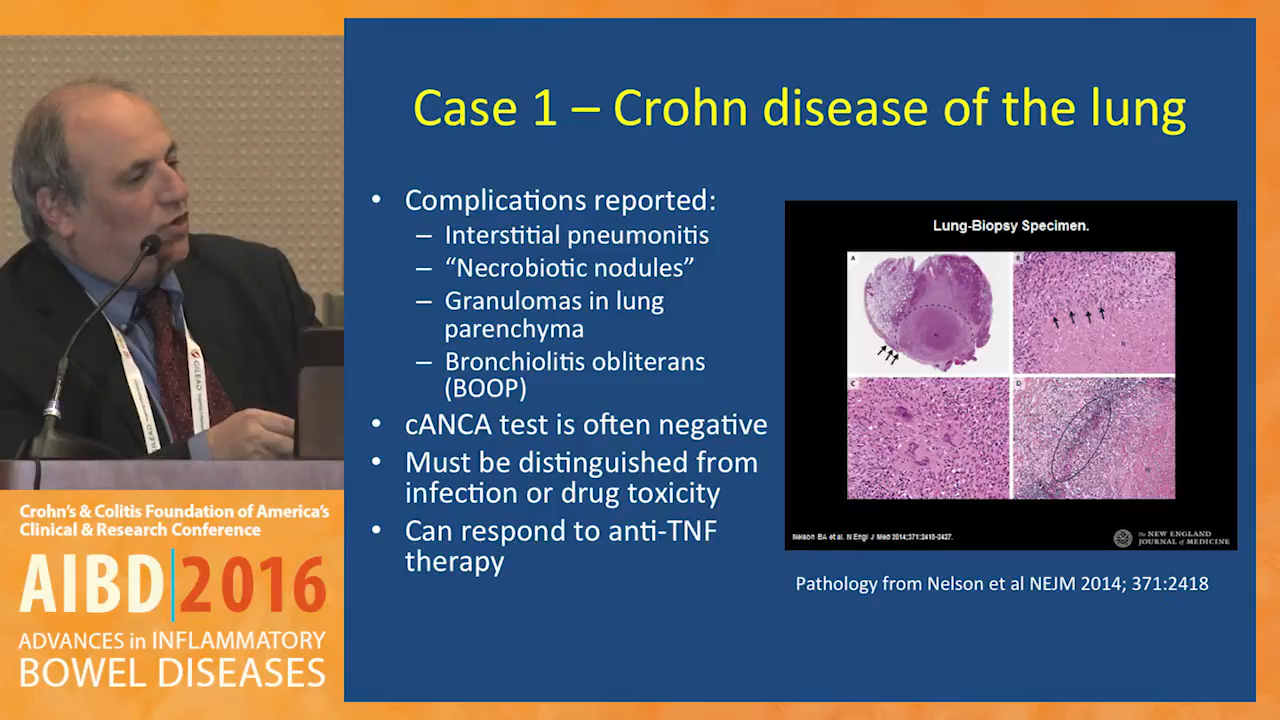 Case 1 – Crohn disease of the lung
• Complications reported:
– Interstitial pneumonitis
– “Necrobiotic nodules”
– Granulomas in lung
parenchyma
– Bronchiolitis obliterans
(BOOP)
• cANCA test is often negative
• Must be distinguished from
infection or drug toxicity
• Can respond to anti-TNF
therapy
Lung-Biopsy Specimen.
A
B
C
D
N
Nelson BA et al. N Engl J Med 2014;371:2418-2427.
The NEW ENGLAND
JOURNAL of MEDICINE
Pathology from Nelson et al NEJM 2014; 371:2418
GILEAD
GILEAD
Crohn’s & Colitis Foundation of America’s
Clinical & Research Conference
AIBD|2016
ADVANCES in INFLAMMATORY
BOWEL DISEASES